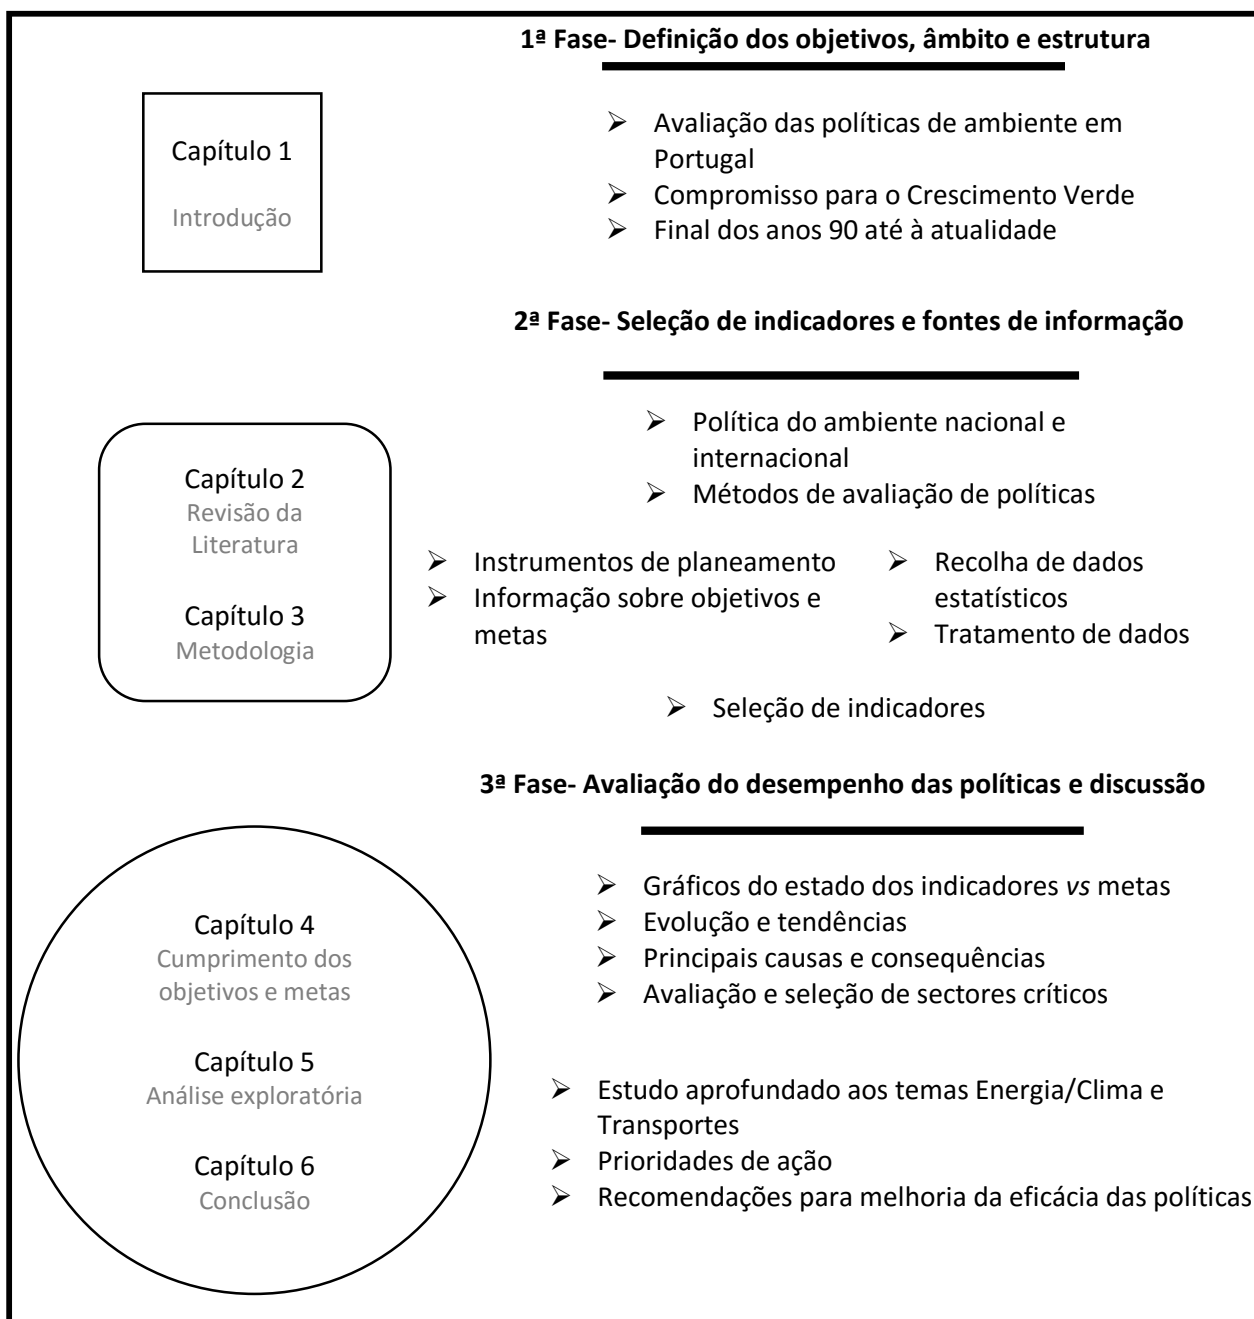 1ª Fase- Definição dos objetivos, âmbito e estrutura
Capítulo 1
Introdução
➢ Avaliação das políticas de ambiente em
Portugal
➢ Compromisso para o Crescimento Verde
➢ Final dos anos 90 até à atualidade
2ª Fase- Seleção de indicadores e fontes de informação
Capítulo 2
Revisão da
Literatura
Capítulo 3
Metodologia
➢ Política do ambiente nacional e
internacional
➢ Métodos de avaliação de políticas
➢ Instrumentos de planeamento
➢ Informação sobre objetivos e
metas
➢ Recolha de dados
estatísticos
➢ Tratamento de dados
➢ Seleção de indicadores
3ª Fase- Avaliação do desempenho das políticas e discussão
Capítulo 4
Cumprimento dos
objetivos e metas
Capítulo 5
Análise exploratória
Capítulo 6
Conclusão
➢ Gráficos do estado dos indicadores vs metas
➢ Evolução e tendências
➢ Principais causas e consequências
➢ Avaliação e seleção de sectores críticos
➢ Estudo aprofundado aos temas Energia/Clima e
Transportes
➢ Prioridades de ação
➢ Recomendações para melhoria da eficácia das políticas